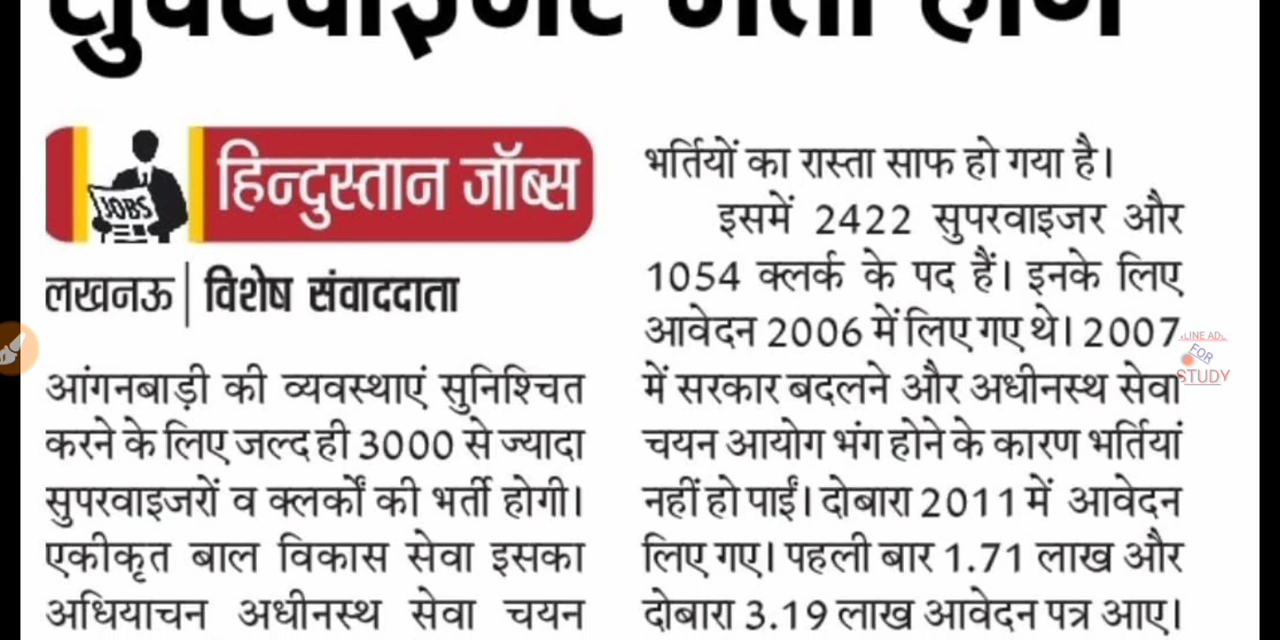 हिन्दुस्तान जॉब्स
JOBS
लखनऊ | विशेष संवाददाता
आंगनबाड़ी की व्यवस्थाएं सुनिश्चित
करने के लिए जल्द ही 3000 से ज्यादा
सुपरवाइजरों व क्लर्कों की भर्ती होगी।
एकीकृत बाल विकास सेवा इसका
अधियाचन अधीनस्थ सेवा चयन
भर्तियों का रास्ता साफ हो गया है।
इसमें 2422 सुपरवाइजर और
1054 क्लर्क के पद हैं। इनके लिए
आवेदन 2006 में लिए गए थे। 2007
में सरकार बदलने और अधीनस्थ सेवा
चयन आयोग भंग होने के कारण भर्तियां
नहीं हो पाईं। दोबारा 2011 में आवेदन
लिए गए। पहली बार 1.71 लाख और
दोबारा 3.19 लाख आवेदन पत्र आए।
FOR
STUDY